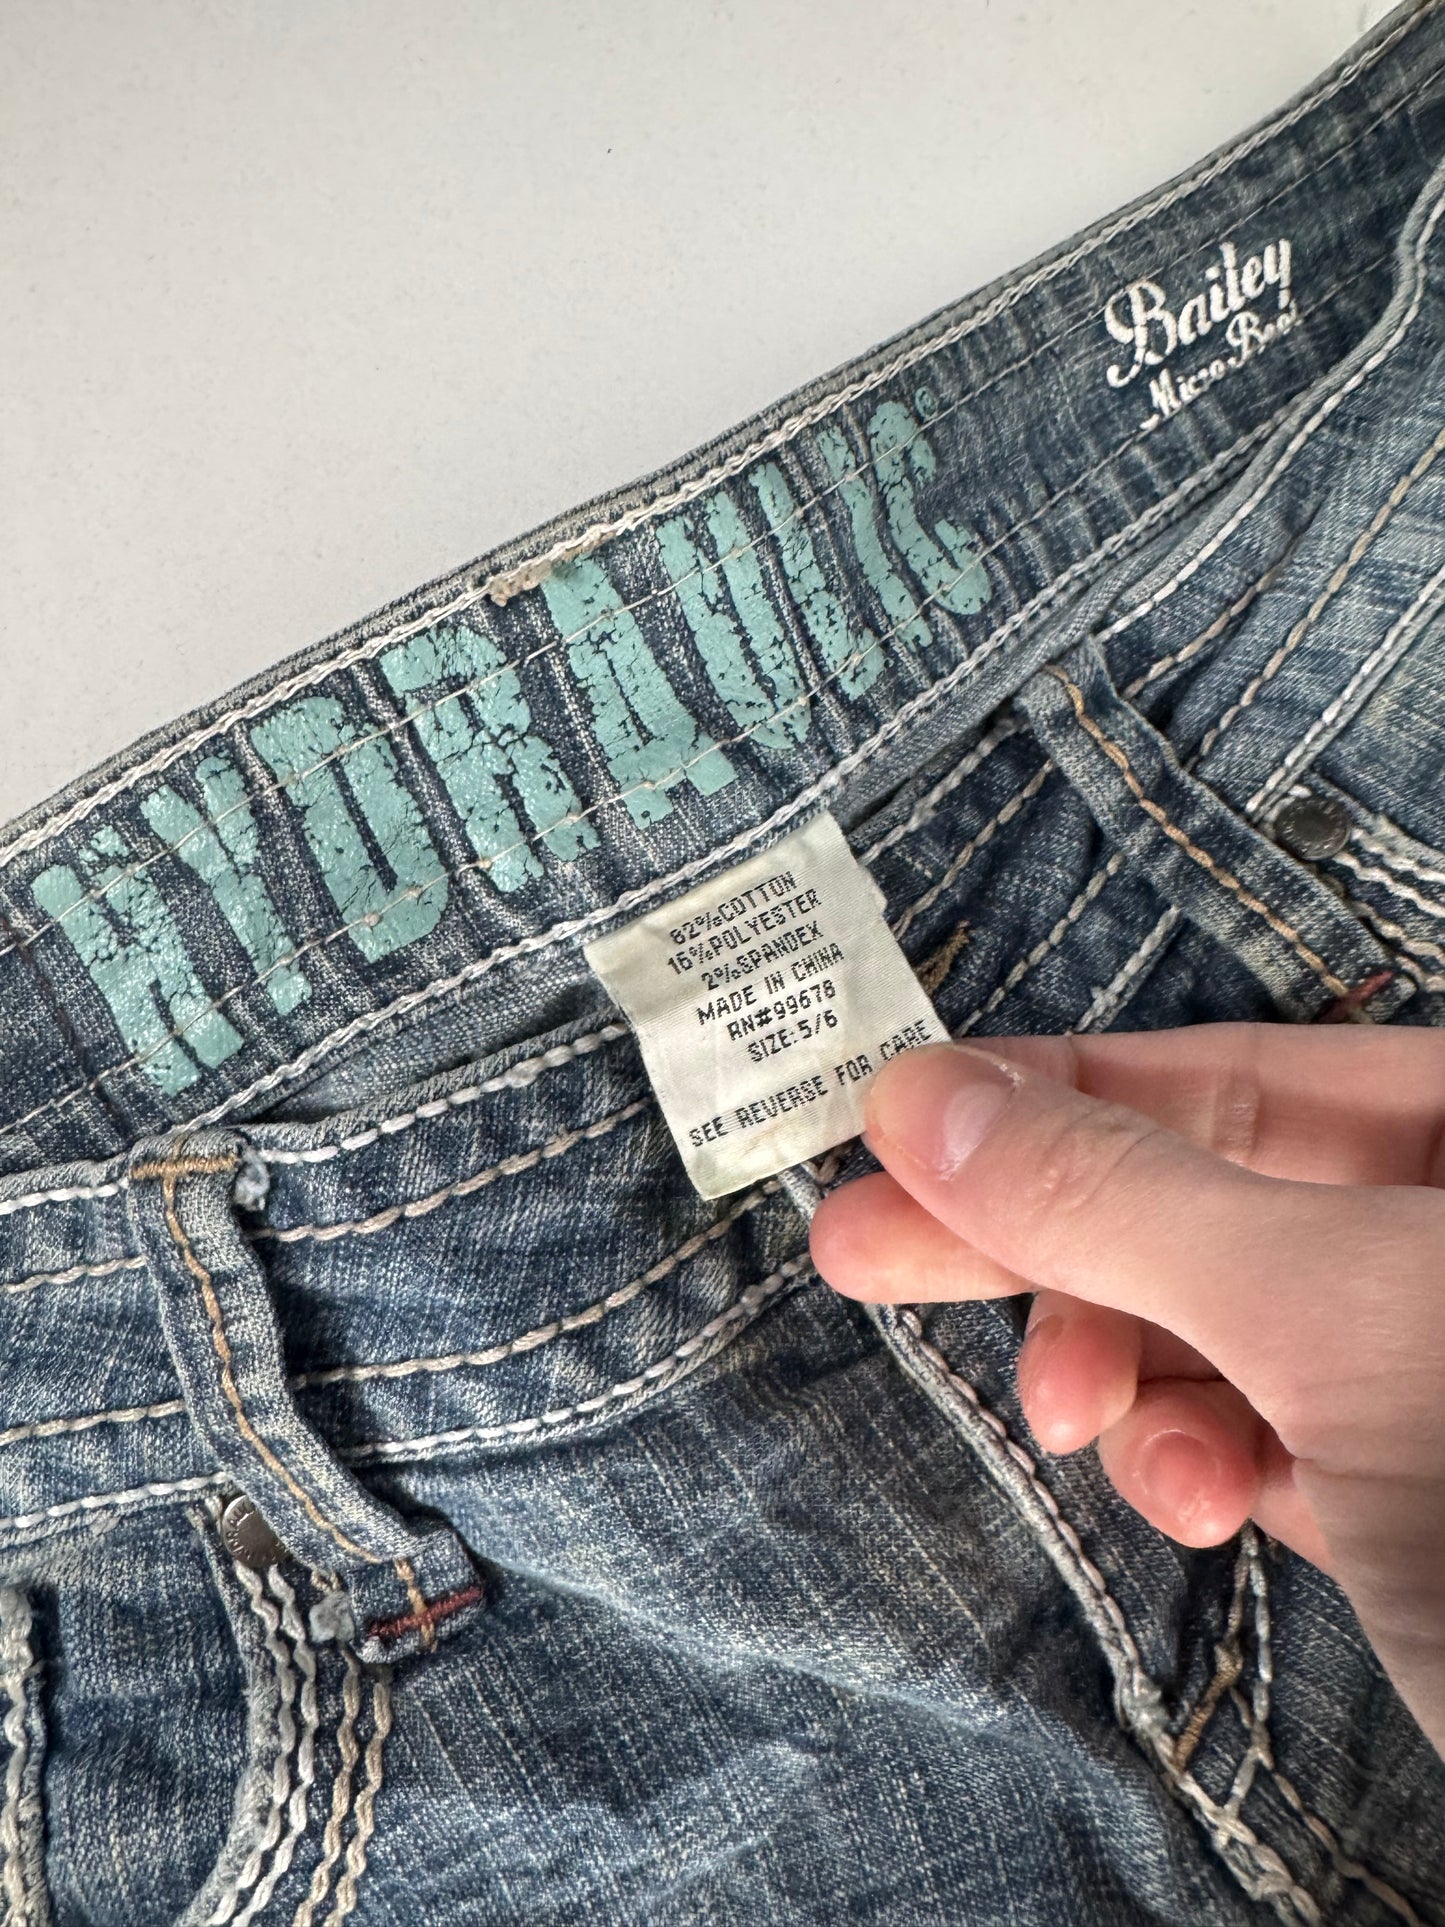 HYDRAULIC®
Bailey
Micro Boot
82%COTTON
16%POLYESTER
2%SPANDEX
MADE IN CHINA
RN#99678
SIZE:5/6
SEE REVERSE FOR CARE